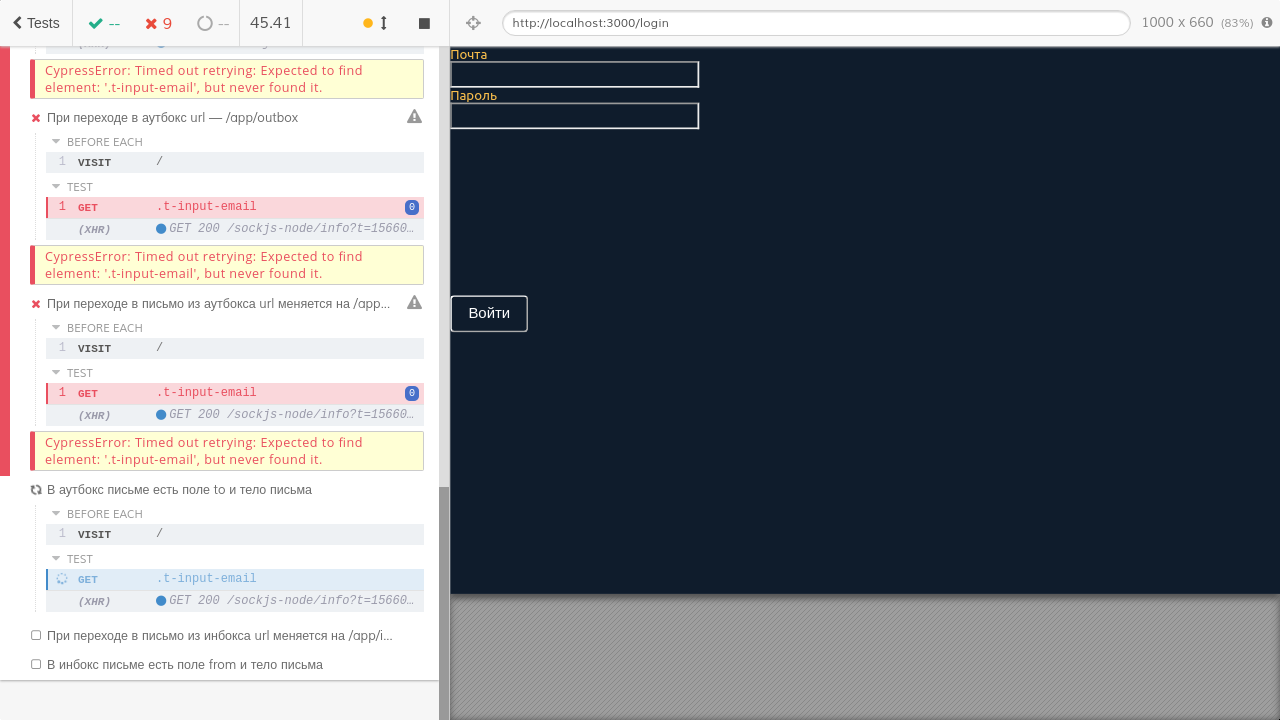 Tests -- 9 -- 45.41 http://localhost:3000/login 1000 x 660 (83%)
CypressError: Timed out retrying: Expected to find
element: '.t-input-email', but never found it.
При переходе в аутбокс url — /app/outbox
BEFORE EACH
1 VISIT /
TEST
1 GET .t-input-email 0
(XHR) GET 200 /sockjs-node/info?t=15660…
CypressError: Timed out retrying: Expected to find
element: '.t-input-email', but never found it.
При переходе в письмо из аутбокса url меняется на /app...
BEFORE EACH
1 VISIT /
TEST
1 GET .t-input-email 0
(XHR) GET 200 /sockjs-node/info?t=15660…
CypressError: Timed out retrying: Expected to find
element: '.t-input-email', but never found it.
В аутбокс письме есть поле to и тело письма
BEFORE EACH
1 VISIT /
TEST
GET .t-input-email
(XHR) GET 200 /sockjs-node/info?t=15660…
При переходе в письмо из инбокса url меняется на /app/i...
В инбокс письме есть поле from и тело письма
Почта
Пароль
Войти